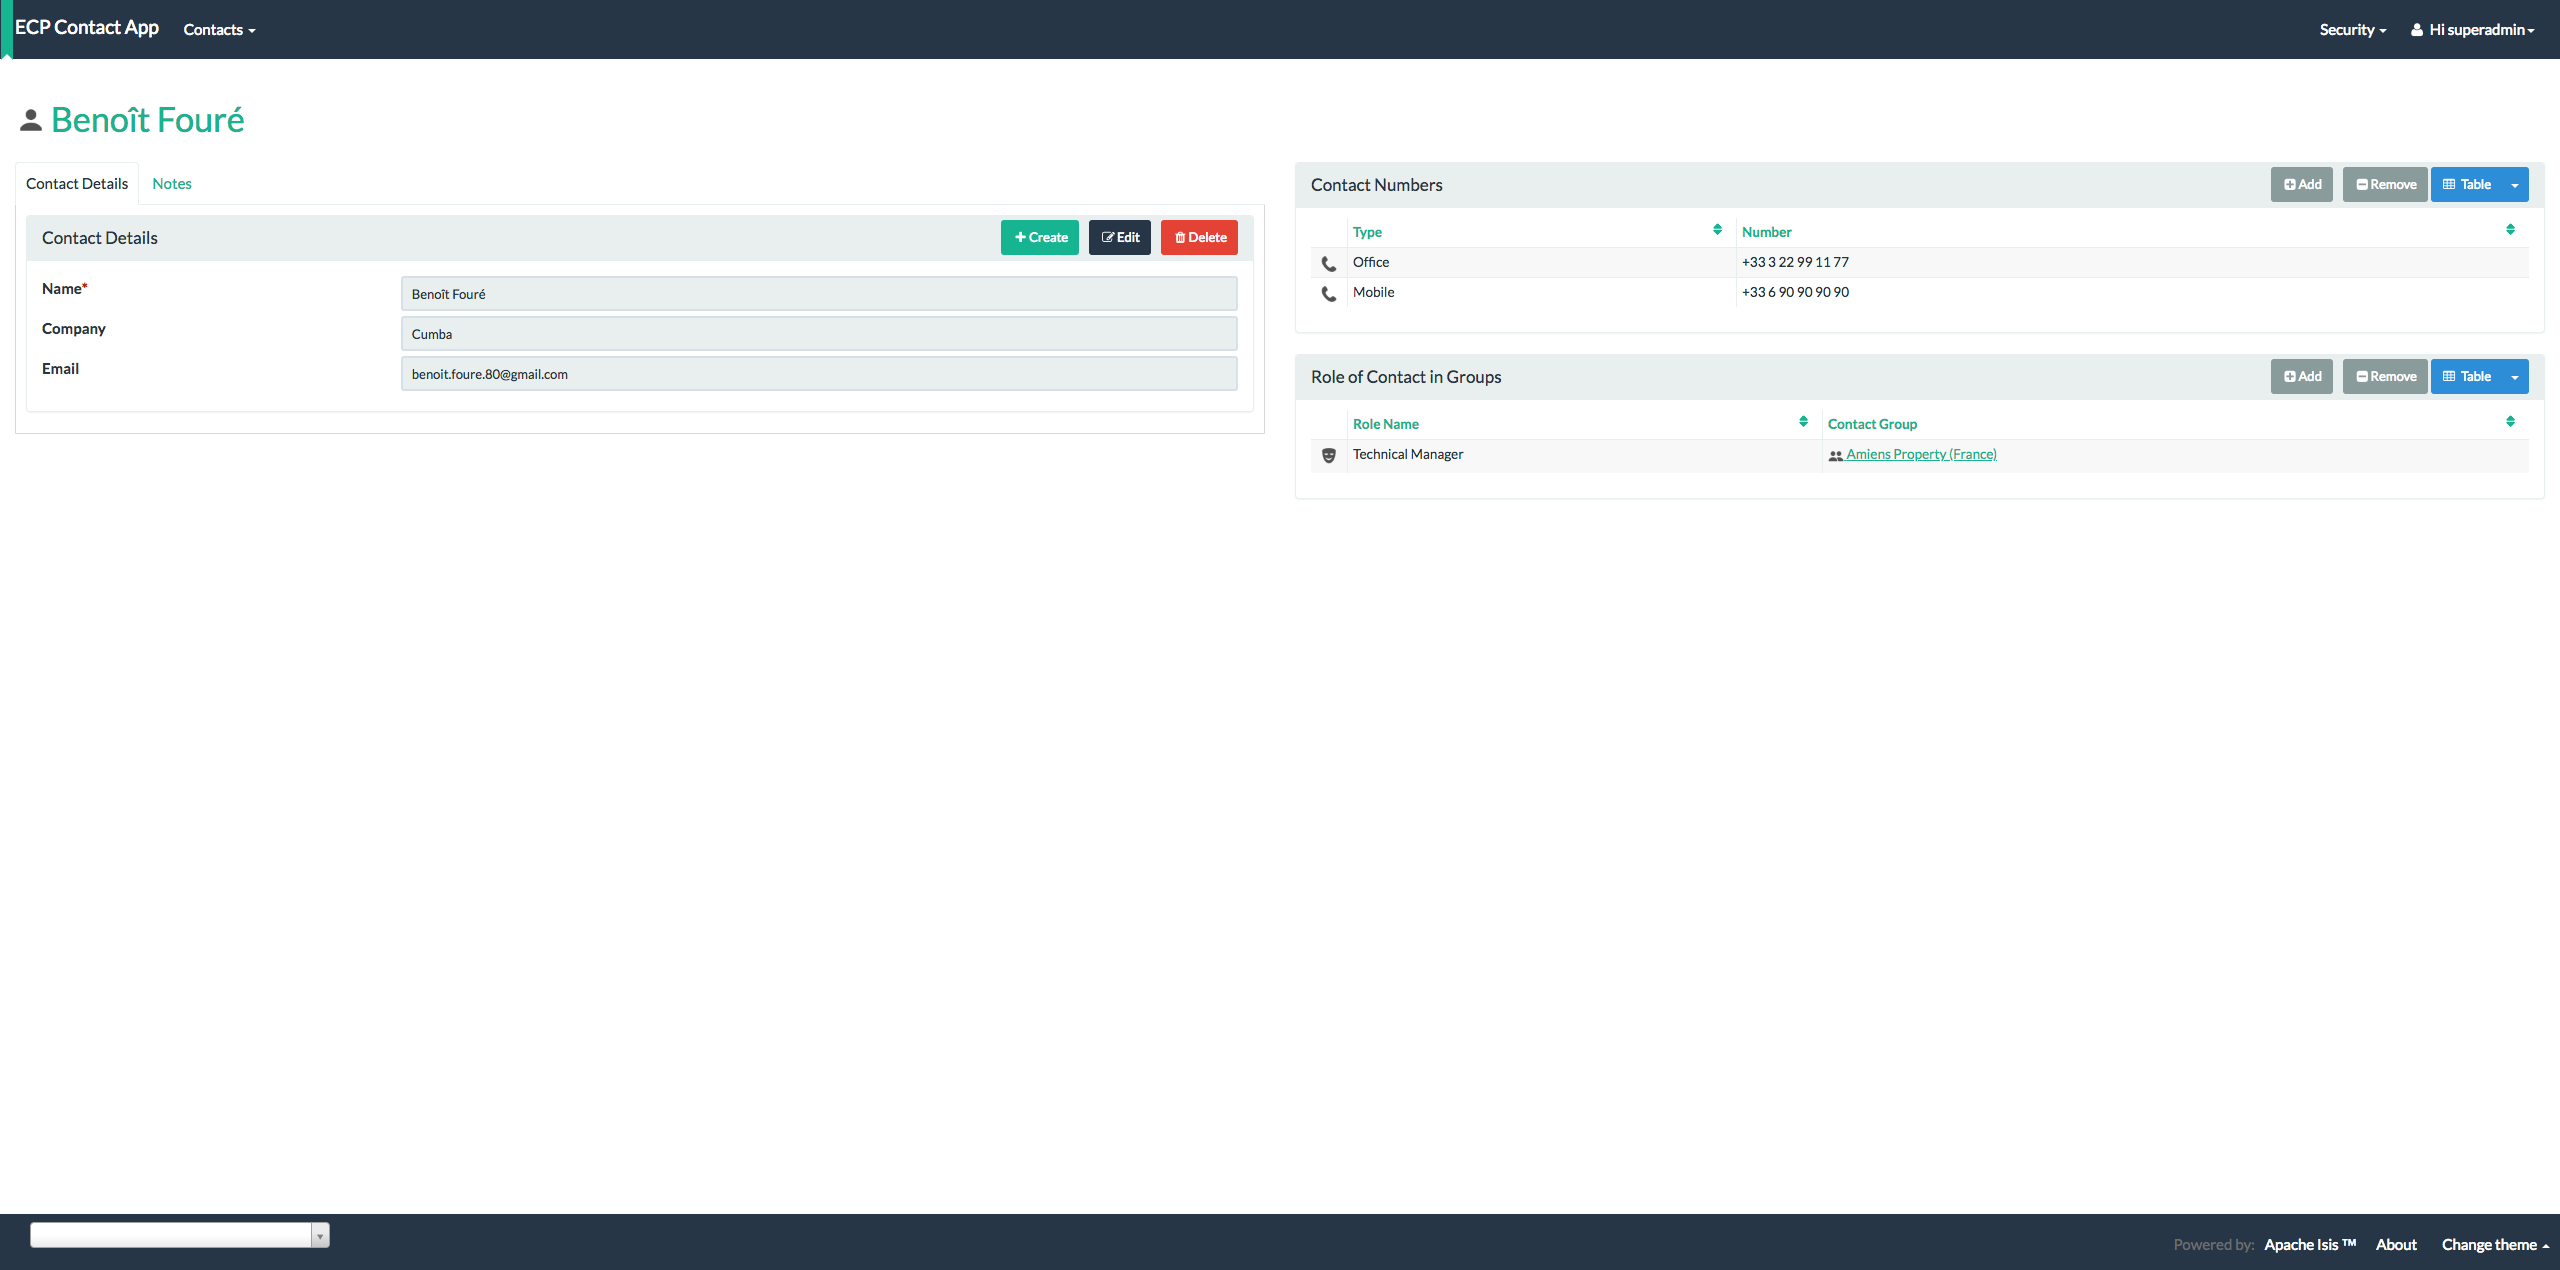 ECP Contact App Contacts Security Hi superadmin
Benoît Fouré
Contact Details Notes
Contact Details Create Edit Delete
Name* Benoît Fouré
Company Cumba
Email benoit.foure.80@gmail.com
Contact Numbers Add Remove Table
Type Number
Office +33 3 22 99 11 77
Mobile +33 6 90 90 90 90
Role of Contact in Groups Add Remove Table
Role Name Contact Group
Technical Manager Amiens Property (France)
Powered by: Apache Isis ™ About Change theme